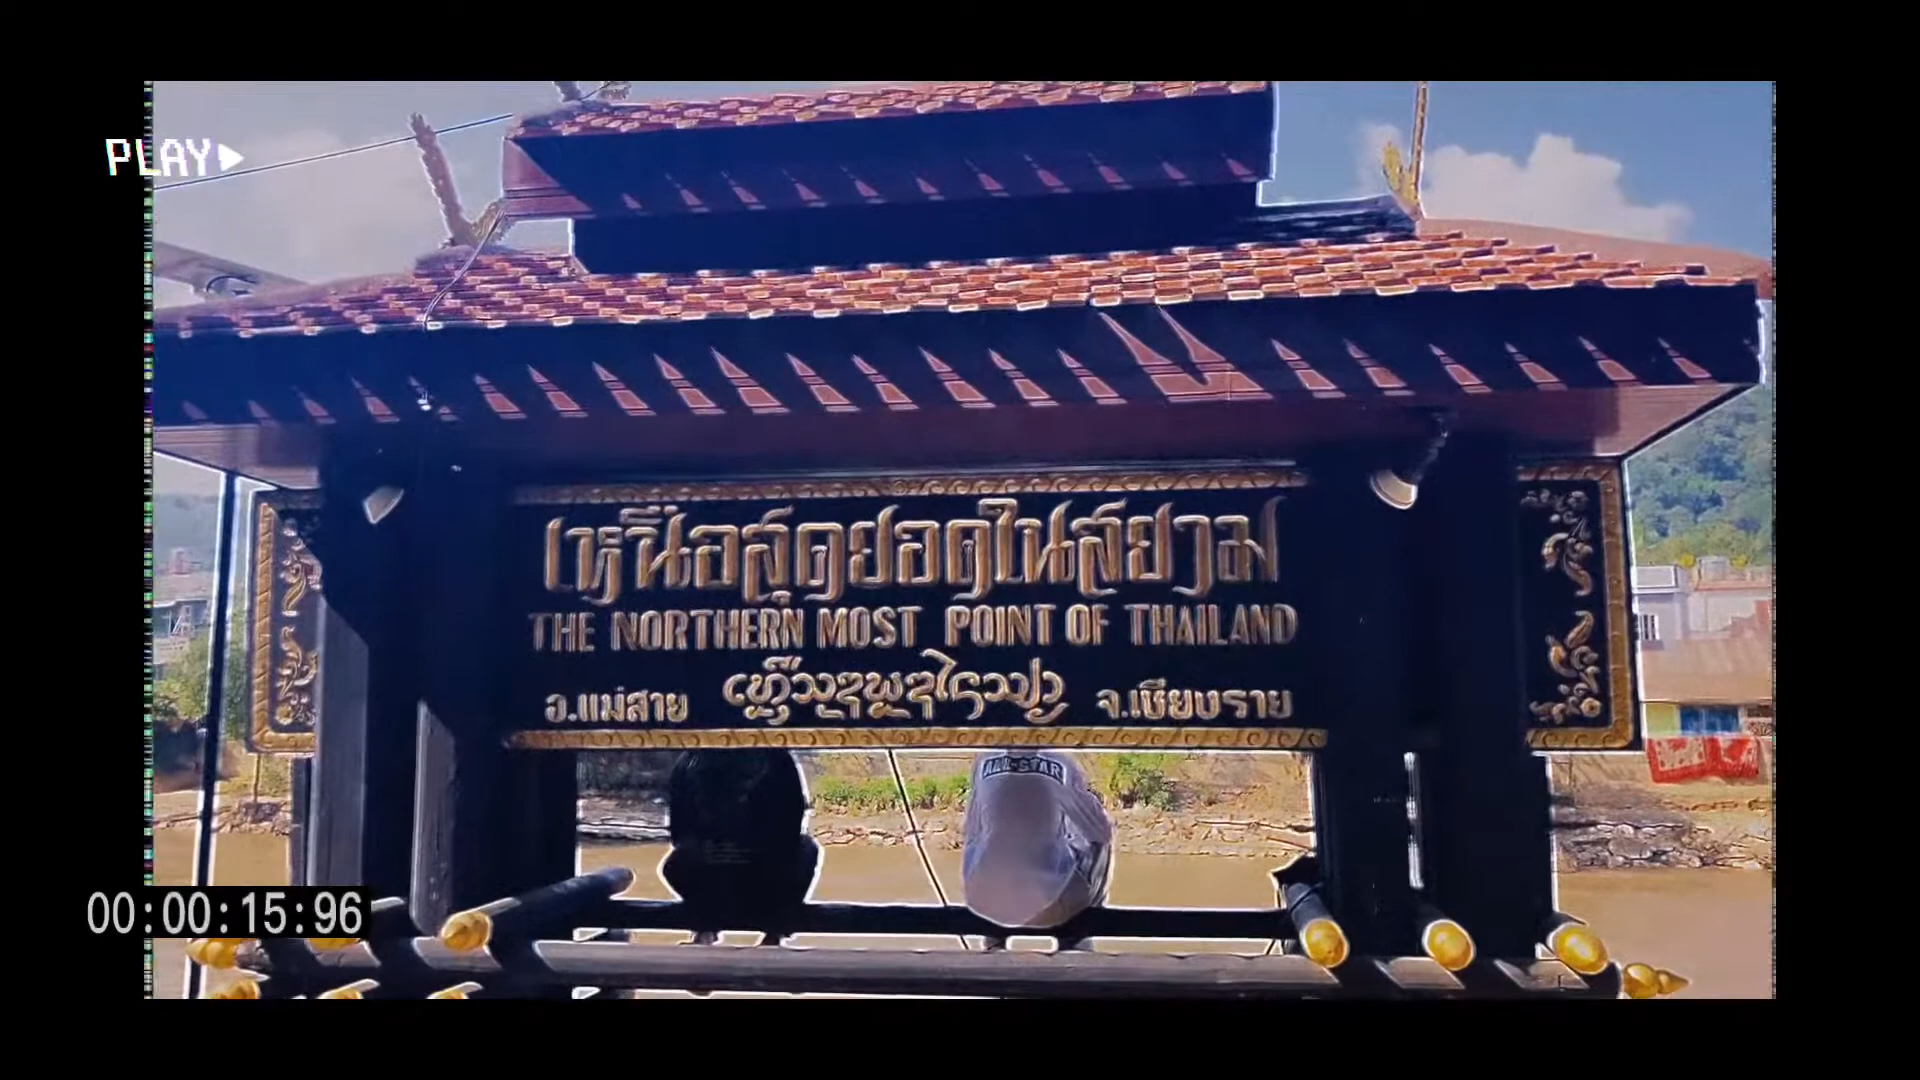 PLAY
เหนือสุดยอดในสยาม
THE NORTHERN MOST POINT OF THAILAND
อ.แม่สาย
จ.เชียงราย
ALL-STAR
00:00:15:96